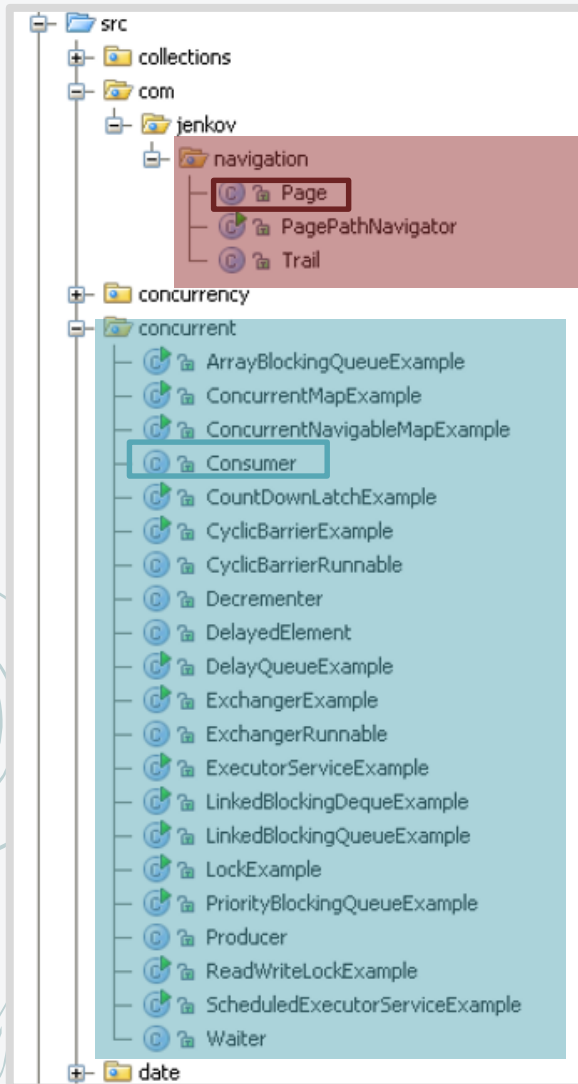 src
collections
com
jenkov
navigation
Page
PagePathNavigator
Trail
concurrency
concurrent
ArrayBlockingQueueExample
ConcurrentMapExample
ConcurrentNavigableMapExample
Consumer
CountDownLatchExample
CyclicBarrierExample
CyclicBarrierRunnable
Decrementer
DelayedElement
DelayQueueExample
ExchangerExample
ExchangerRunnable
ExecutorServiceExample
LinkedBlockingDequeExample
LinkedBlockingQueueExample
LockExample
PriorityBlockingQueueExample
Producer
ReadWriteLockExample
ScheduledExecutorServiceExample
Waiter
date